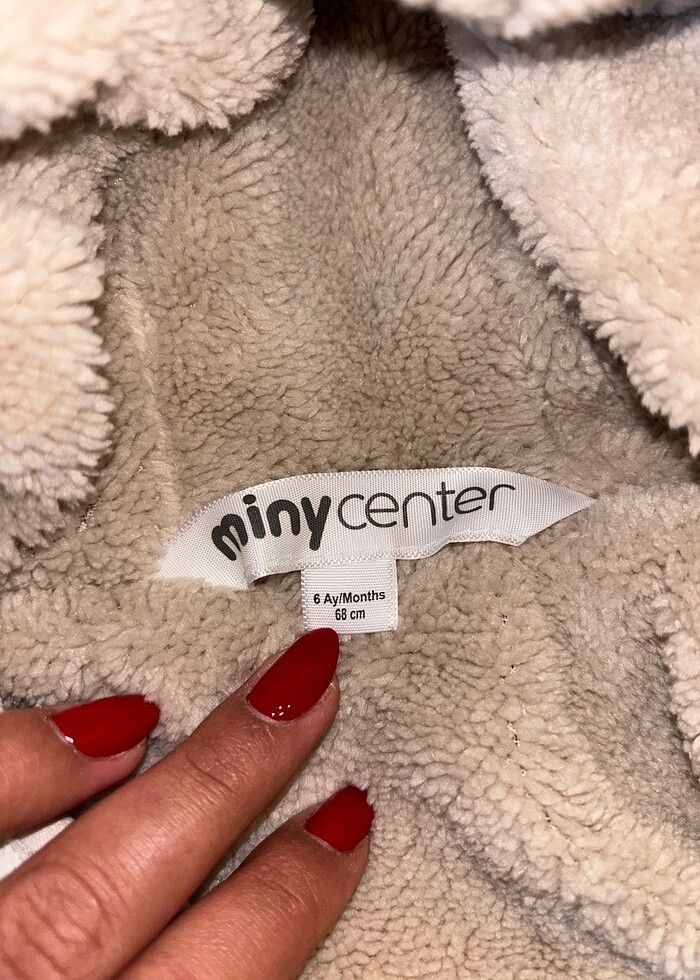 minycenter
6 Ay/Months
68 cm